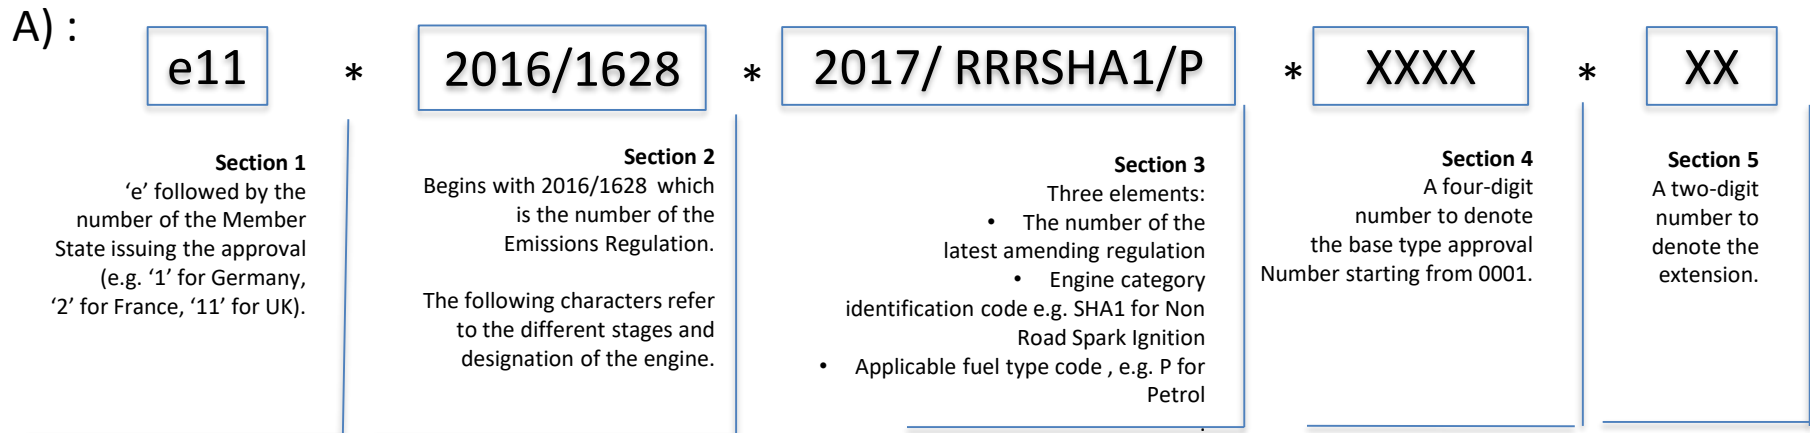 A) :
e11 * 2016/1628 * 2017/ RRRSHA1/P * XXXX * XX
Section 1
‘e’ followed by the
number of the Member
State issuing the approval
(e.g. ‘1’ for Germany,
‘2’ for France, ‘11’ for UK).
Section 2
Begins with 2016/1628 which
is the number of the
Emissions Regulation.
The following characters refer
to the different stages and
designation of the engine.
Section 3
Three elements:
• The number of the
latest amending regulation
• Engine category
identification code e.g. SHA1 for Non
Road Spark Ignition
• Applicable fuel type code , e.g. P for
Petrol
.
Section 4
A four-digit
number to denote
the base type approval
Number starting from 0001.
Section 5
A two-digit
number to
denote the
extension.